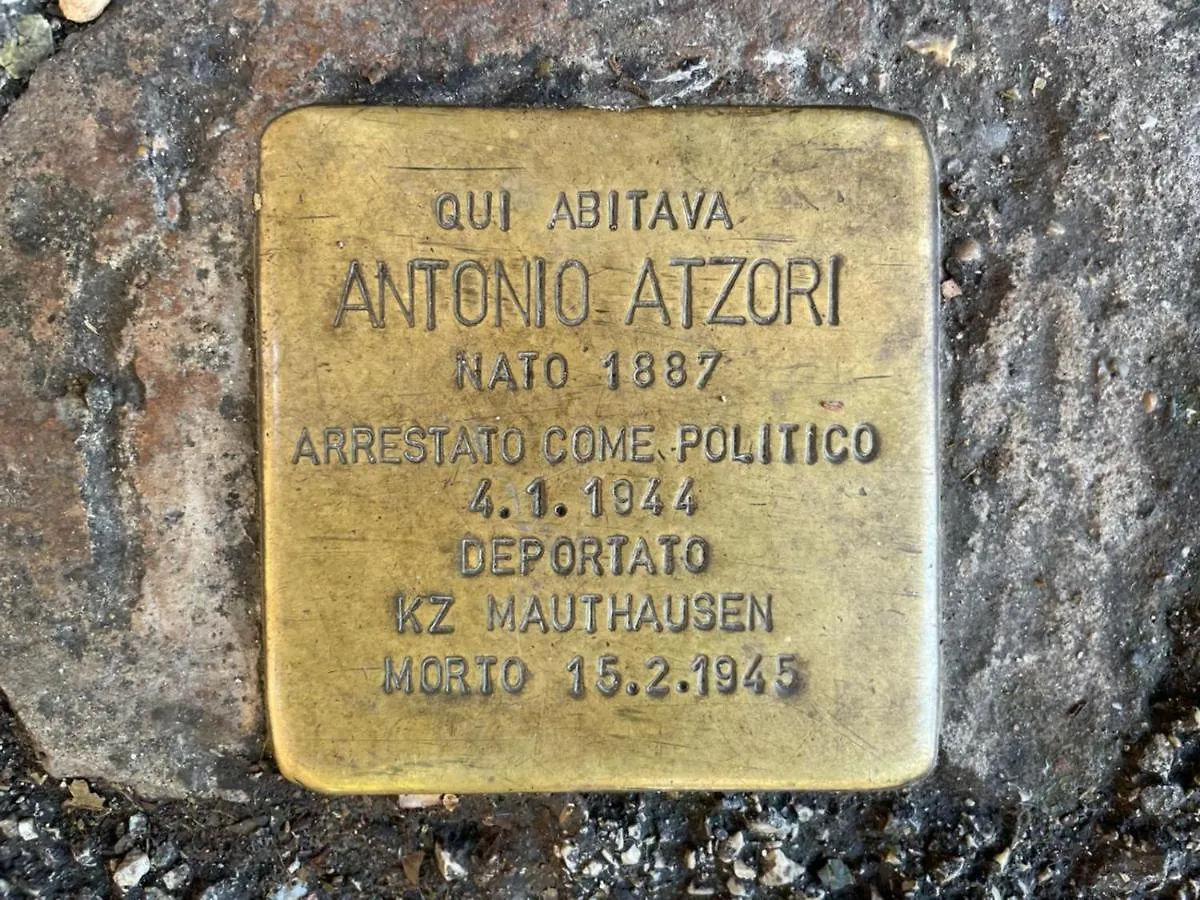 QUI ABITAVA
ANTONIO ATZORI
NATO 1887
ARRESTATO COME POLITICO
4.1.1944
DEPORTATO
KZ MAUTHAUSEN
MORTO 15.2.1945